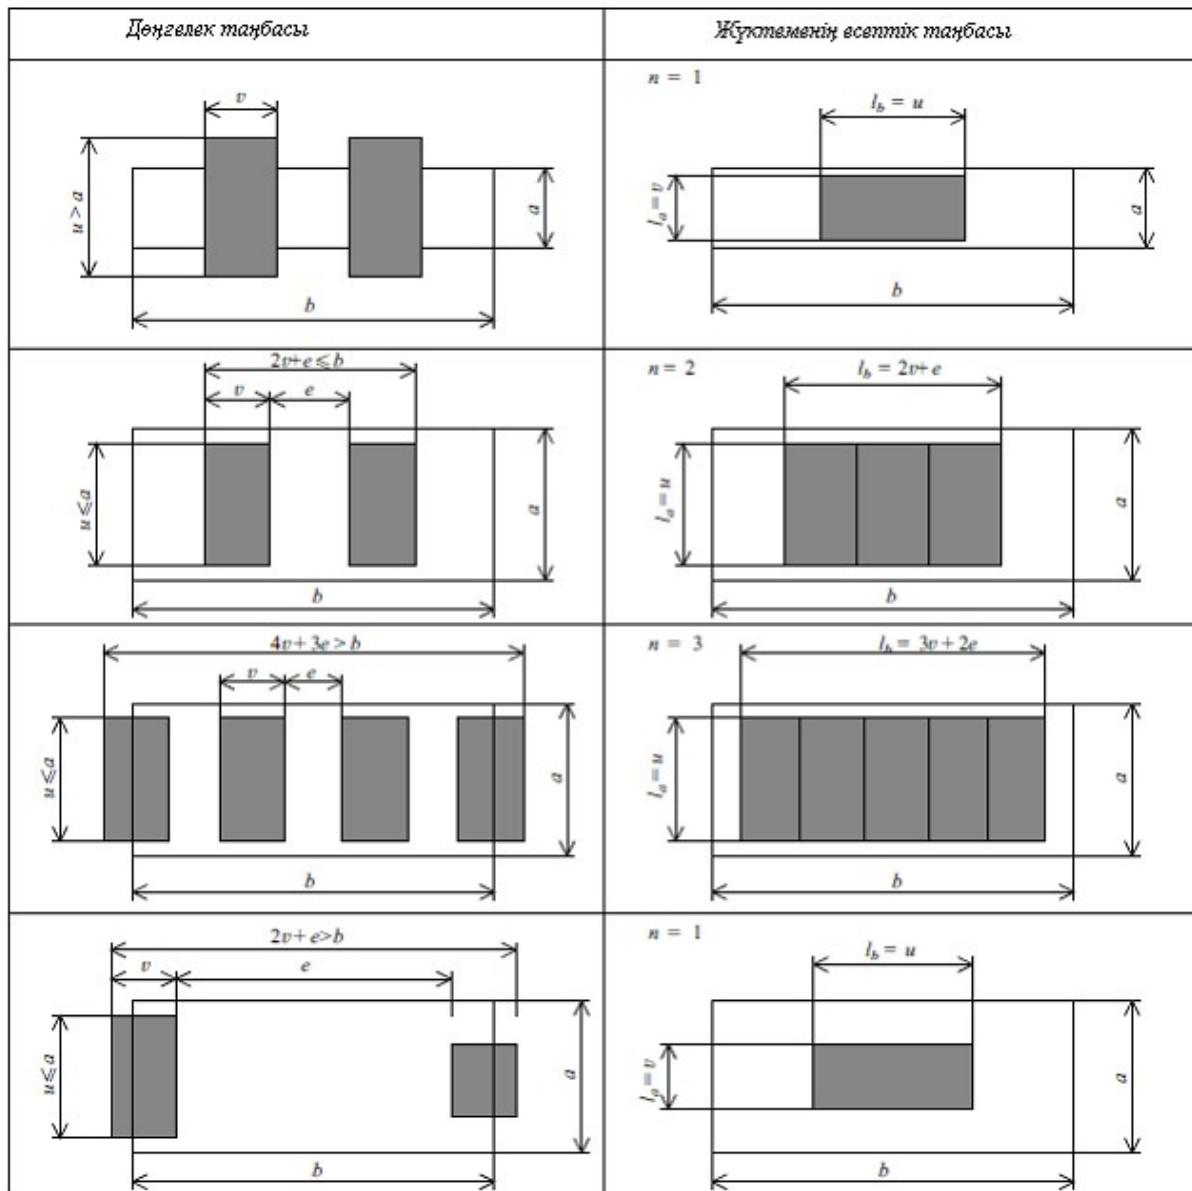 Дөңгелек таңбасы
Жүктеменің есептік таңбасы
v
u > a
a
b
n = 1
l_b = u
l_a = v
a
b
2v+e ⩽ b
v
e
u ⩽ a
a
b
n = 2
l_b = 2v+e
l_a = u
a
b
4v + 3e > b
v
e
u ⩽ a
a
b
n = 3
l_b = 3v + 2e
l_a = u
a
b
2v + e > b
v
e
u ⩽ a
a
b
n = 1
l_b = u
l_a = v
a
b